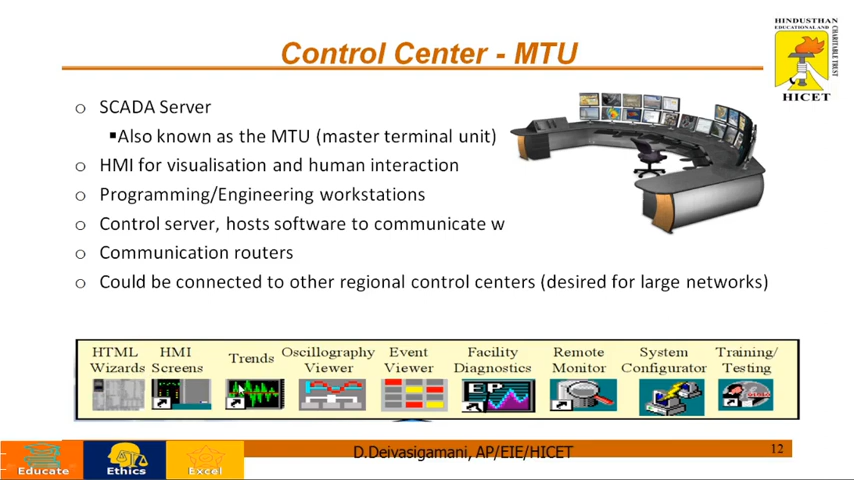 HINDUSTHAN
EDUCATIONAL AND
CHARITABLE TRUST
HICET
Control Center - MTU
o SCADA Server
▪Also known as the MTU (master terminal unit)
o HMI for visualisation and human interaction
o Programming/Engineering workstations
o Control server, hosts software to communicate w
o Communication routers
o Could be connected to other regional control centers (desired for large networks)
HTML Wizards
HMI Screens
Trends
Oscillography Viewer
Event Viewer
Facility Diagnostics
Remote Monitor
System Configurator
Training/ Testing
EP
Educate
Ethics
Excel
D.Deivasigamani, AP/EIE/HICET
12